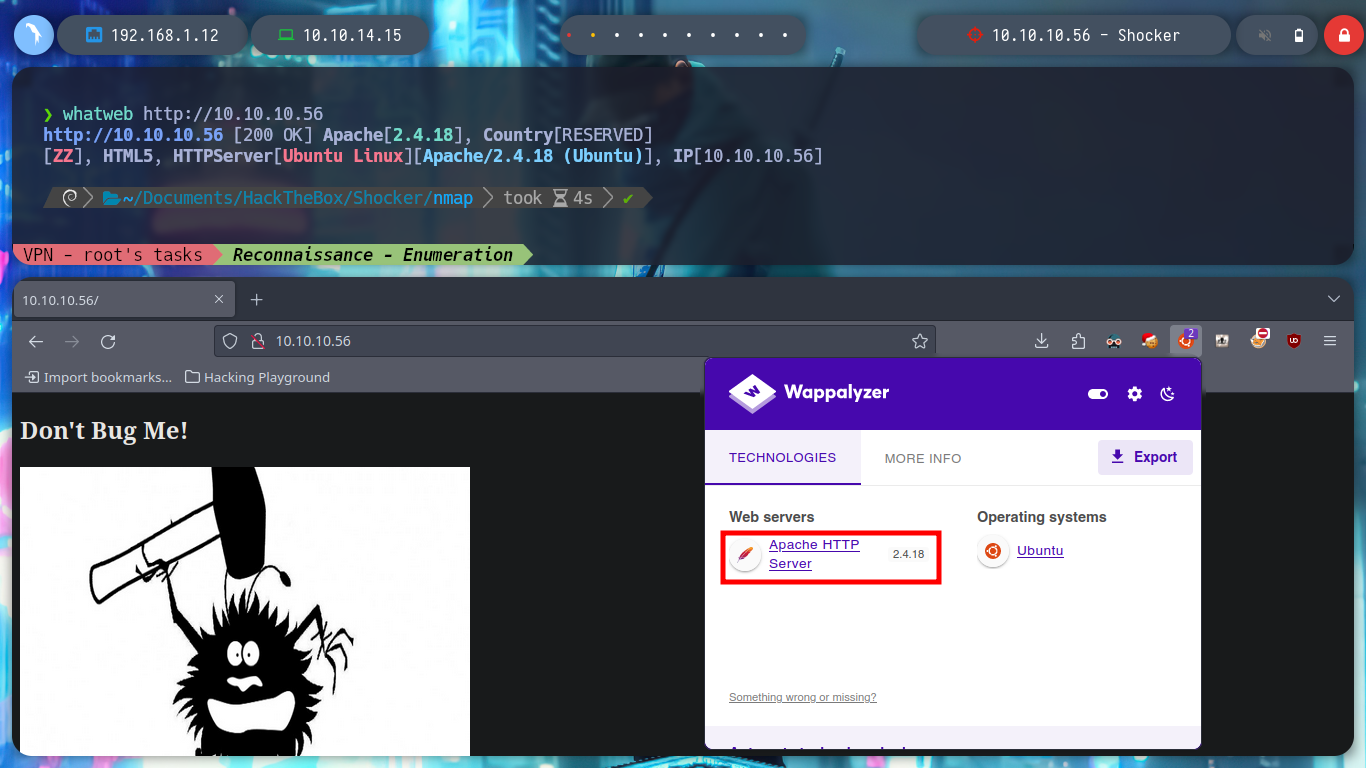 192.168.1.12
10.10.14.15
10.10.10.56 - Shocker
❯ whatweb http://10.10.10.56
http://10.10.10.56 [200 OK] Apache[2.4.18], Country[RESERVED]
[ZZ], HTML5, HTTPServer[Ubuntu Linux][Apache/2.4.18 (Ubuntu)], IP[10.10.10.56]
~/Documents/HackTheBox/Shocker/nmap
took 4s ✔
VPN - root's tasks
Reconnaissance - Enumeration
10.10.10.56/
10.10.10.56
2
Import bookmarks...
Hacking Playground
Don't Bug Me!
Wappalyzer
TECHNOLOGIES
MORE INFO
Export
Web servers
Apache HTTP
Server
2.4.18
Operating systems
Ubuntu
Something wrong or missing?